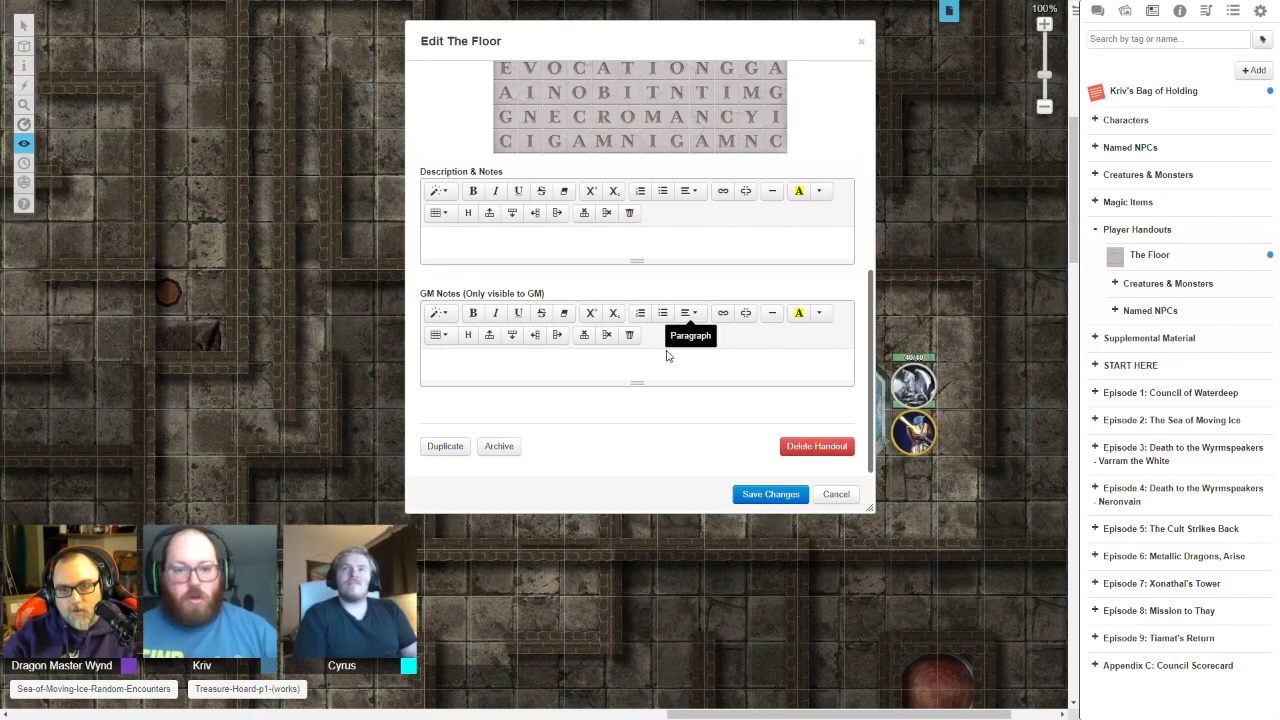 100%
Edit The Floor
×
E V O C A T I O N G G A
A I N O B I T N T I M G
G N E C R O M A N C Y I
C I G A M N I G A M N C
Description & Notes
B I U S X' X, A
H
GM Notes (Only visible to GM)
B I U S X' X, A
H
Paragraph
Duplicate
Archive
Delete Handout
Save Changes
Cancel
40/40
Search by tag or name...
+ Add
Kriv's Bag of Holding
+ Characters
+ Named NPCs
+ Creatures & Monsters
+ Magic Items
- Player Handouts
The Floor
+ Creatures & Monsters
+ Named NPCs
+ Supplemental Material
+ START HERE
+ Episode 1: Council of Waterdeep
+ Episode 2: The Sea of Moving Ice
+ Episode 3: Death to the Wyrmspeakers
- Varram the White
+ Episode 4: Death to the Wyrmspeakers
- Neronvain
+ Episode 5: The Cult Strikes Back
+ Episode 6: Metallic Dragons, Arise
+ Episode 7: Xonathal's Tower
+ Episode 8: Mission to Thay
+ Episode 9: Tiamat's Return
+ Appendix C: Council Scorecard
Dragon Master Wynd
Kriv
Cyrus
Sea-of-Moving-Ice-Random-Encounters
Treasure-Hoard-p1-(works)